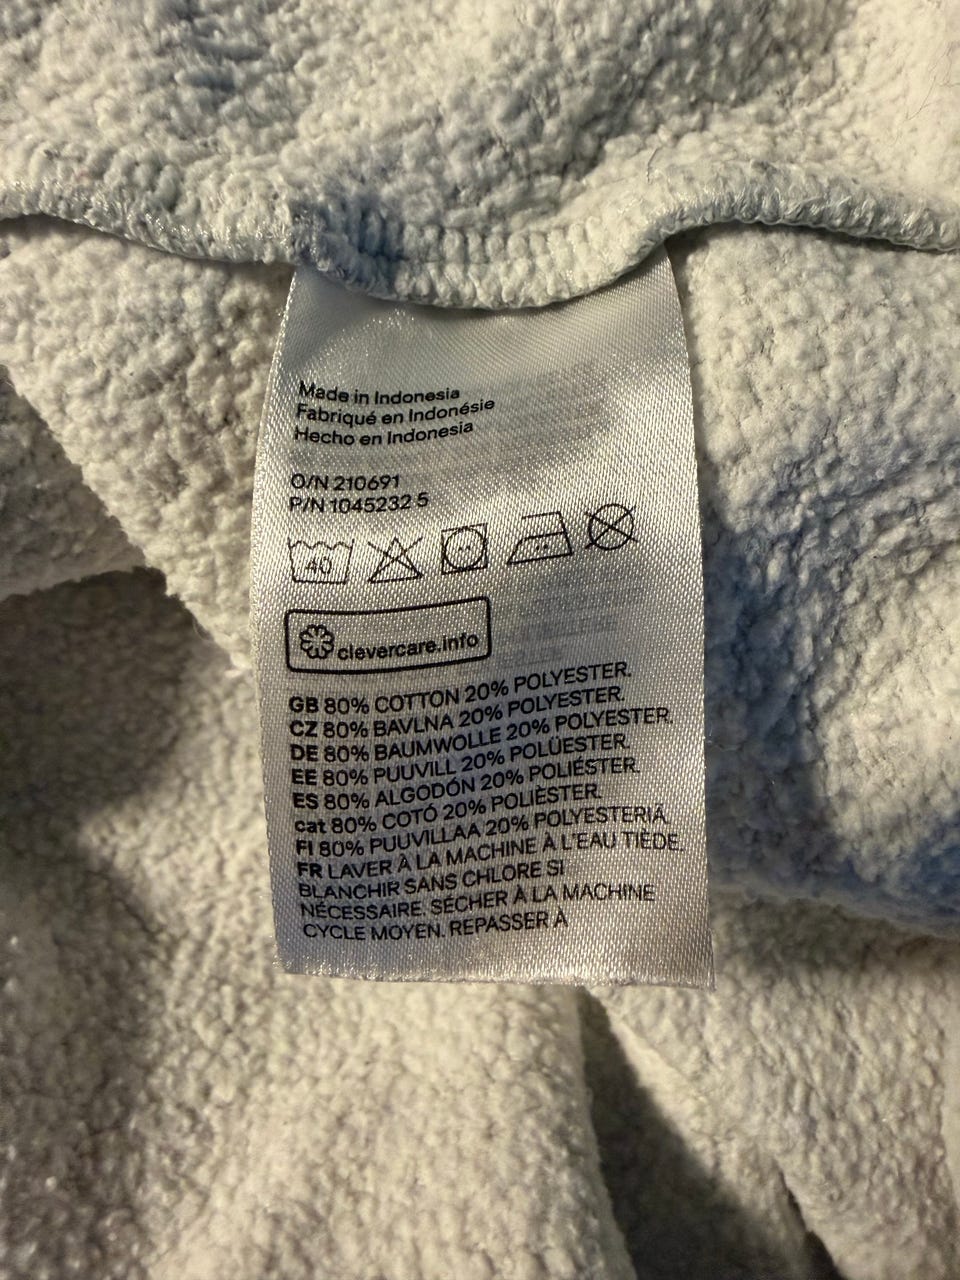 Made in Indonesia
Fabriqué en Indonésie
Hecho en Indonesia
O/N 210691
P/N 1045232 5
40
clevercare.info
GB 80% COTTON 20% POLYESTER.
CZ 80% BAVLNA 20% POLYESTER.
DE 80% BAUMWOLLE 20% POLYESTER.
EE 80% PUUVILL 20% POLÜESTER.
ES 80% ALGODÓN 20% POLIÉSTER.
cat 80% COTÓ 20% POLIÈSTER.
FI 80% PUUVILLAA 20% POLYESTERIÄ.
FR LAVER À LA MACHINE À L'EAU TIÈDE.
BLANCHIR SANS CHLORE SI
NÉCESSAIRE. SÉCHER À LA MACHINE
CYCLE MOYEN. REPASSER À